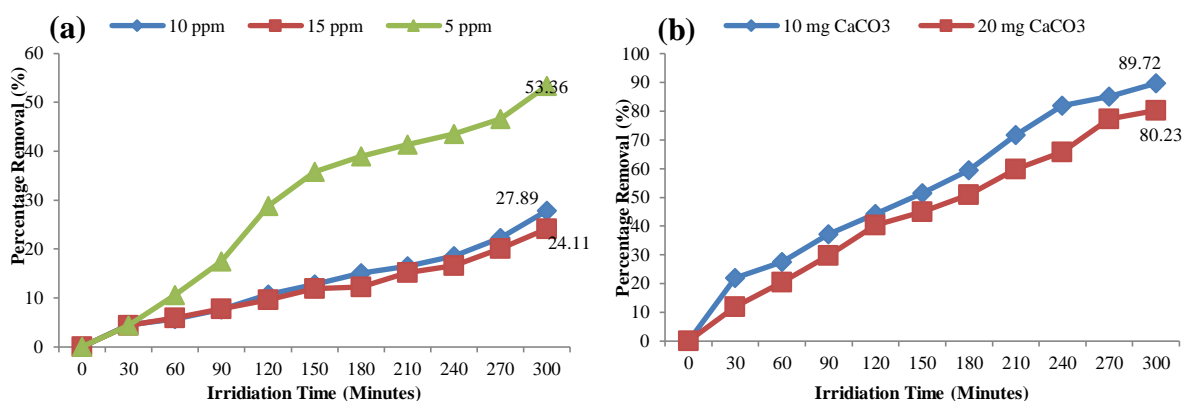 (a)
10 ppm 15 ppm 5 ppm
Percentage Removal (%)
60
50
40
30
20
10
0
53.36
27.89
24.11
0 30 60 90 120 150 180 210 240 270 300
Irridiation Time (Minutes)
(b)
10 mg CaCO3 20 mg CaCO3
Percentage Removal (%)
100
90
80
70
60
50
40
30
20
10
0
89.72
80.23
0 30 60 90 120 150 180 210 240 270 300
Irridiation Time (Minutes)